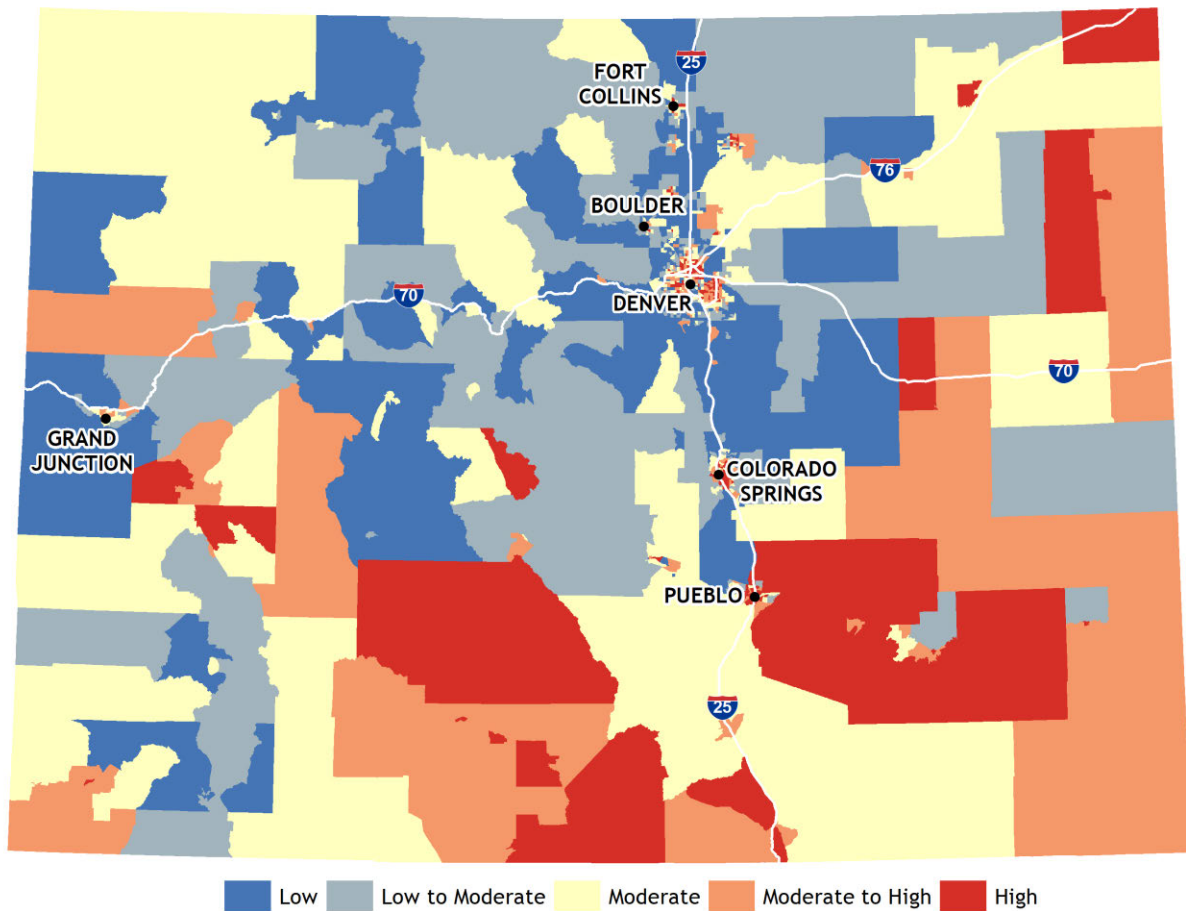 25
FORT
COLLINS
76
BOULDER
70
DENVER
70
GRAND
JUNCTION
COLORADO
SPRINGS
PUEBLO
25
Low
Low to Moderate
Moderate
Moderate to High
High